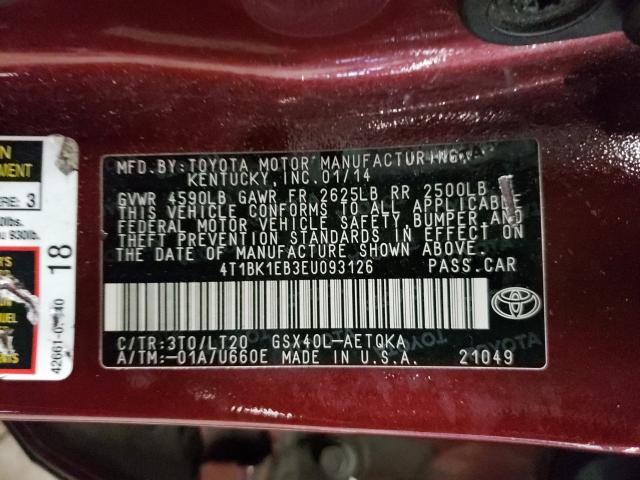 MFD. BY: TOYOTA MOTOR MANUFACTURING,
KENTUCKY, INC. 01/14
GVWR 4590LB GAWR FR 2625LB RR 2500LB
THIS VEHICLE CONFORMS TO ALL APPLICABLE
FEDERAL MOTOR VEHICLE SAFETY, BUMPER AND
THEFT PREVENTION STANDARDS IN EFFECT ON
THE DATE OF MANUFACTURE SHOWN ABOVE.
4T1BK1EB3EU093126 PASS. CAR
C/TR: 3T0/LT20 GSX40L-AETQKA
A/TM:-01A/U660E MADE IN U.S.A. 21049
3
930lb.
18